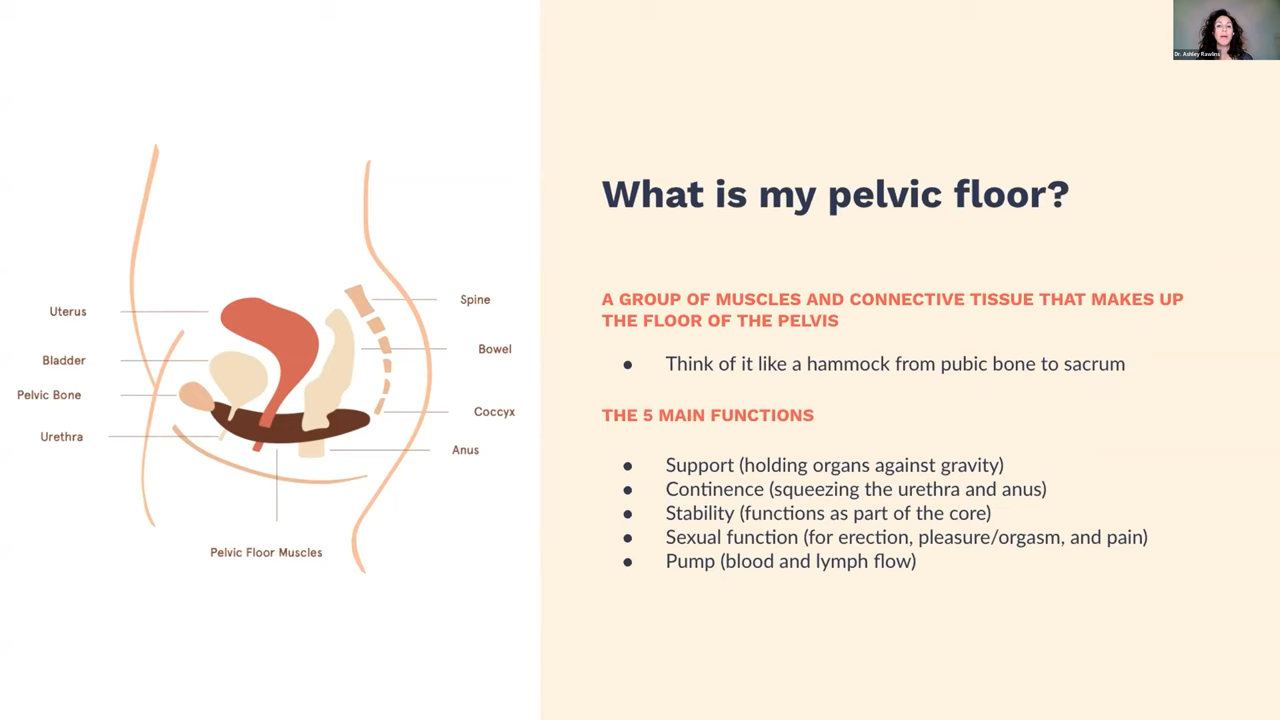 Dr. Ashley Rawlins
What is my pelvic floor?
A GROUP OF MUSCLES AND CONNECTIVE TISSUE THAT MAKES UP
THE FLOOR OF THE PELVIS
● Think of it like a hammock from pubic bone to sacrum
THE 5 MAIN FUNCTIONS
● Support (holding organs against gravity)
● Continence (squeezing the urethra and anus)
● Stability (functions as part of the core)
● Sexual function (for erection, pleasure/orgasm, and pain)
● Pump (blood and lymph flow)
Uterus
Bladder
Pelvic Bone
Urethra
Spine
Bowel
Coccyx
Anus
Pelvic Floor Muscles